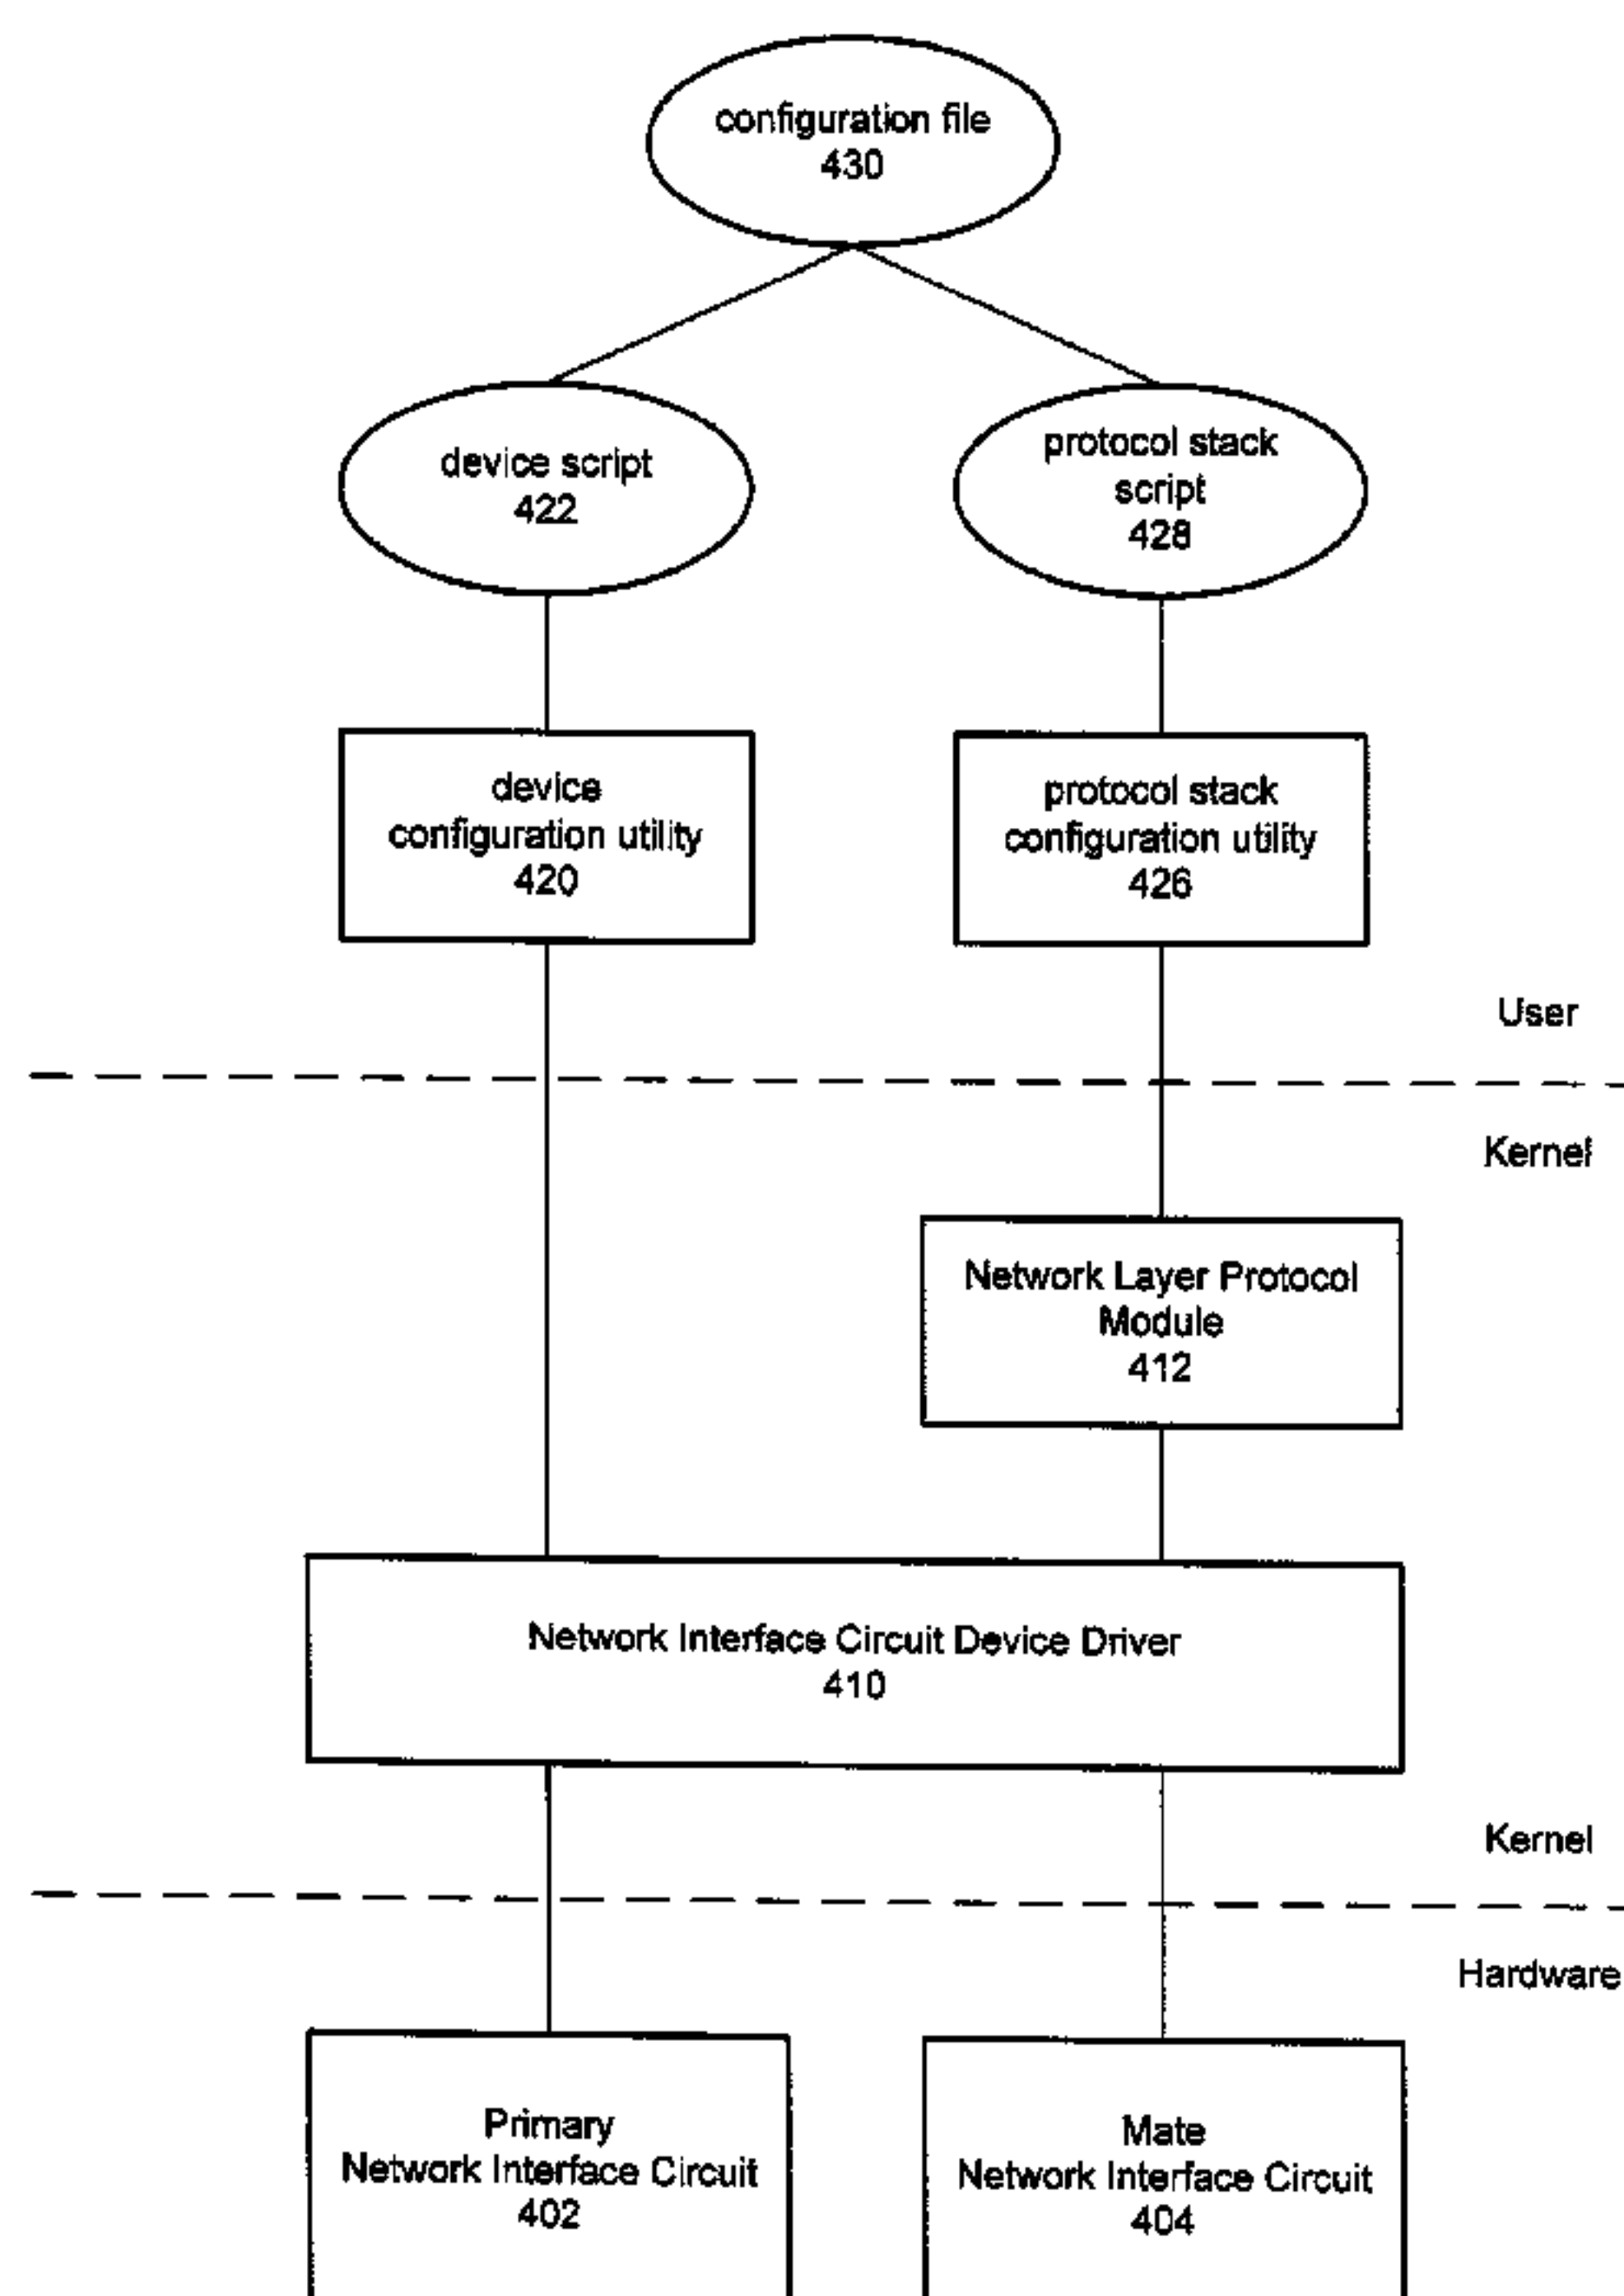 configuration file
430
device script
422
protocol stack
script
428
device
configuration utility
420
protocol stack
configuration utility
426
User
Kernel
Network Layer Protocol
Module
412
Network Interface Circuit Device Driver
410
Kernel
Hardware
Primary
Network Interface Circuit
402
Mate
Network Interface Circuit
404